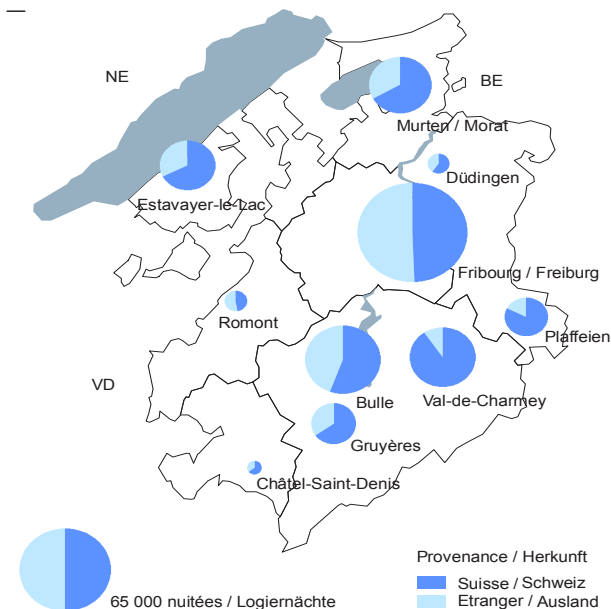 NE
BE
Murten / Morat
Düdingen
Estavayer-le-Lac
Fribourg / Freiburg
Romont
Plaffeien
VD
Bulle
Val-de-Charmey
Gruyères
Châtel-Saint-Denis
Provenance / Herkunft
Suisse / Schweiz
65 000 nuitées / Logiernächte
Etranger / Ausland